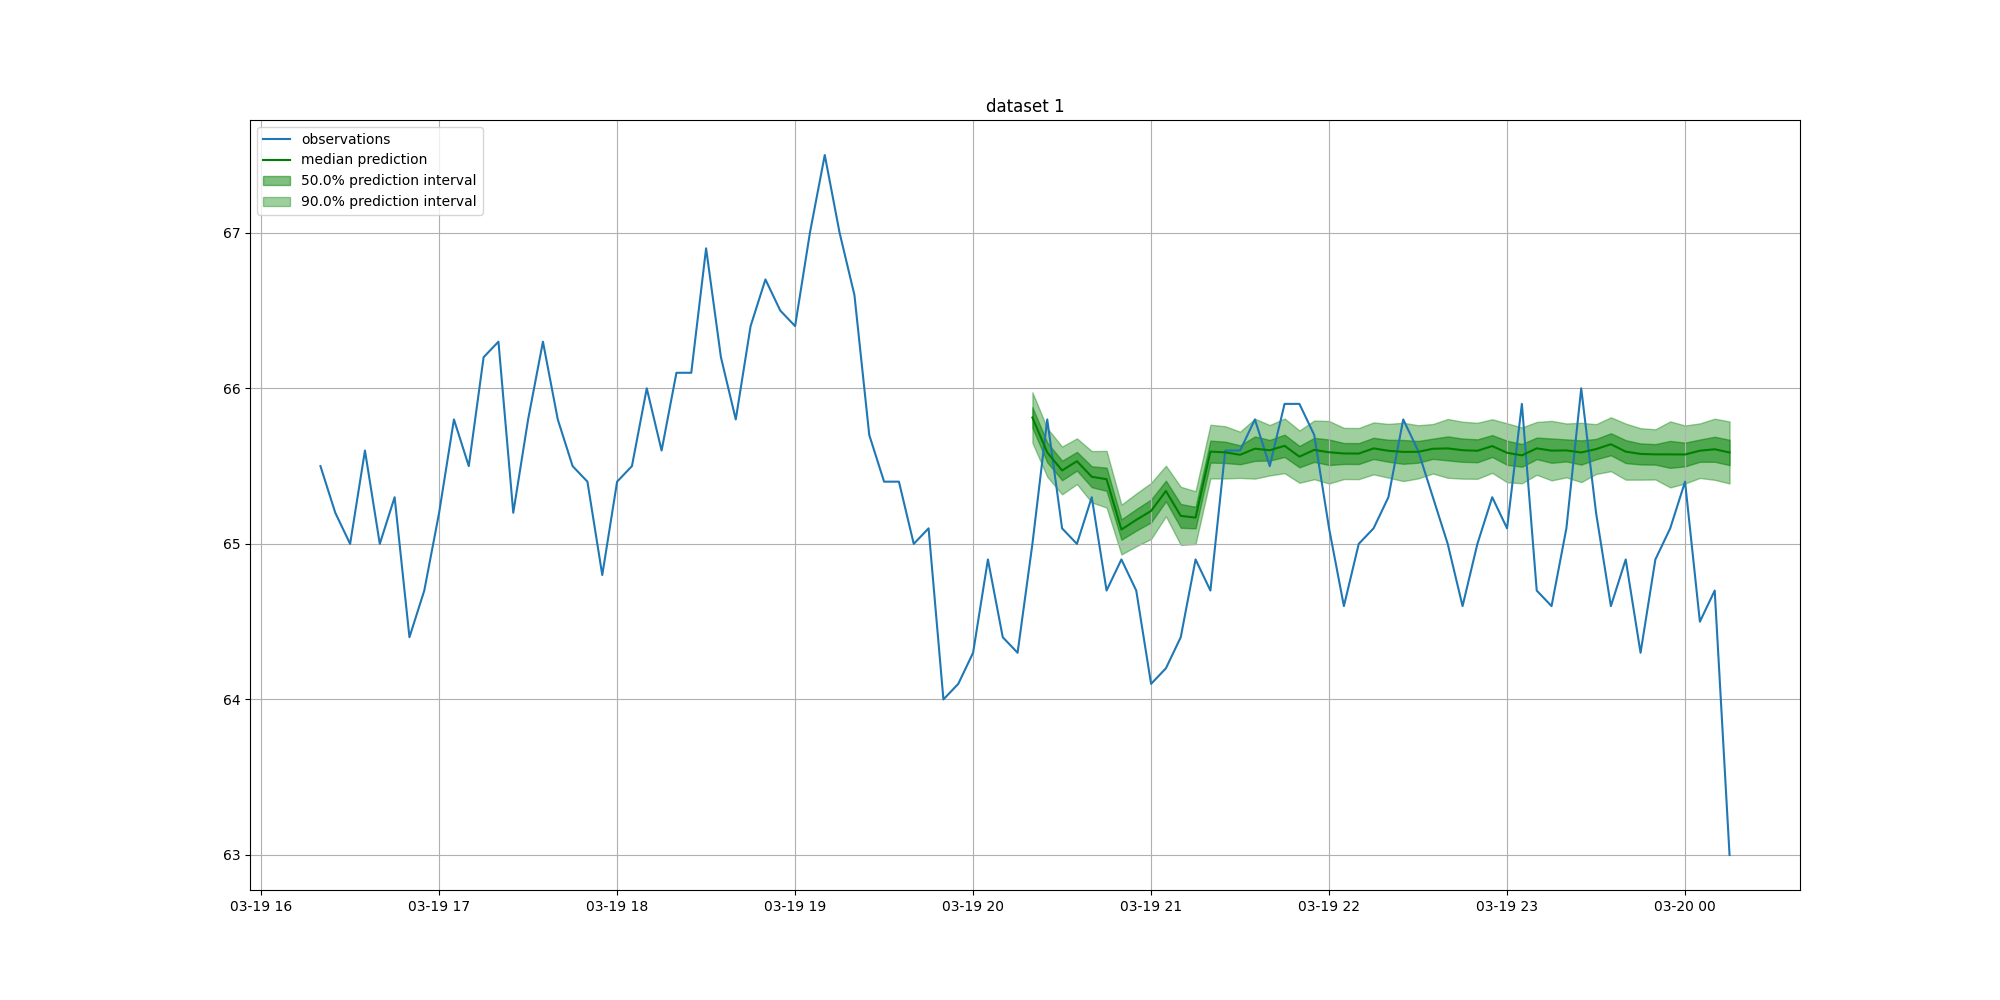 dataset 1
observations
median prediction
50.0% prediction interval
90.0% prediction interval
67
66
65
64
63
03-19 16
03-19 17
03-19 18
03-19 19
03-19 20
03-19 21
03-19 22
03-19 23
03-20 00